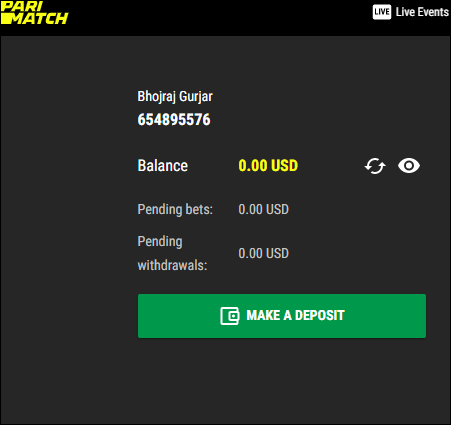 PARI
MATCH
LIVE Live Events
Bhojraj Gurjar
654895576
Balance 0.00 USD
Pending bets: 0.00 USD
Pending
withdrawals: 0.00 USD
MAKE A DEPOSIT